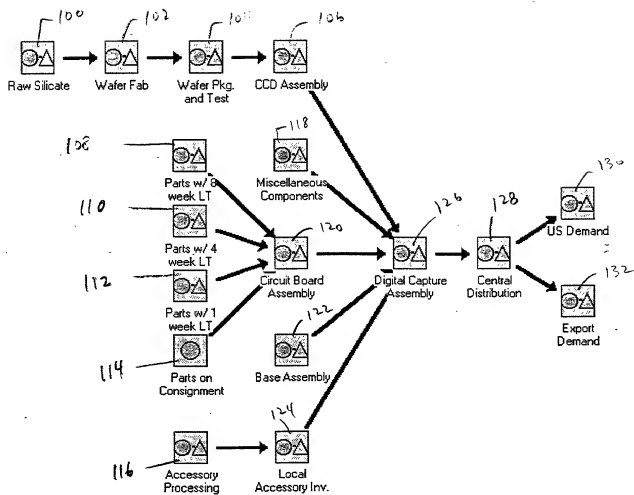 100
102
106
Raw Silicate
Wafer Fab
Wafer Pkg.
and Test
CCD Assembly
108
118
Parts w/ 8
week LT
Miscellaneous
Components
130
110
126
128
US Demand
120
Parts w/ 4
week LT
112
Circuit Board
Assembly
Digital Capture
Assembly
Central
Distribution
132
Parts w/ 1
week LT
122
Export
Demand
114
Parts on
Consignment
Base Assembly
124
116
Accessory
Processing
Local
Accessory Inv.